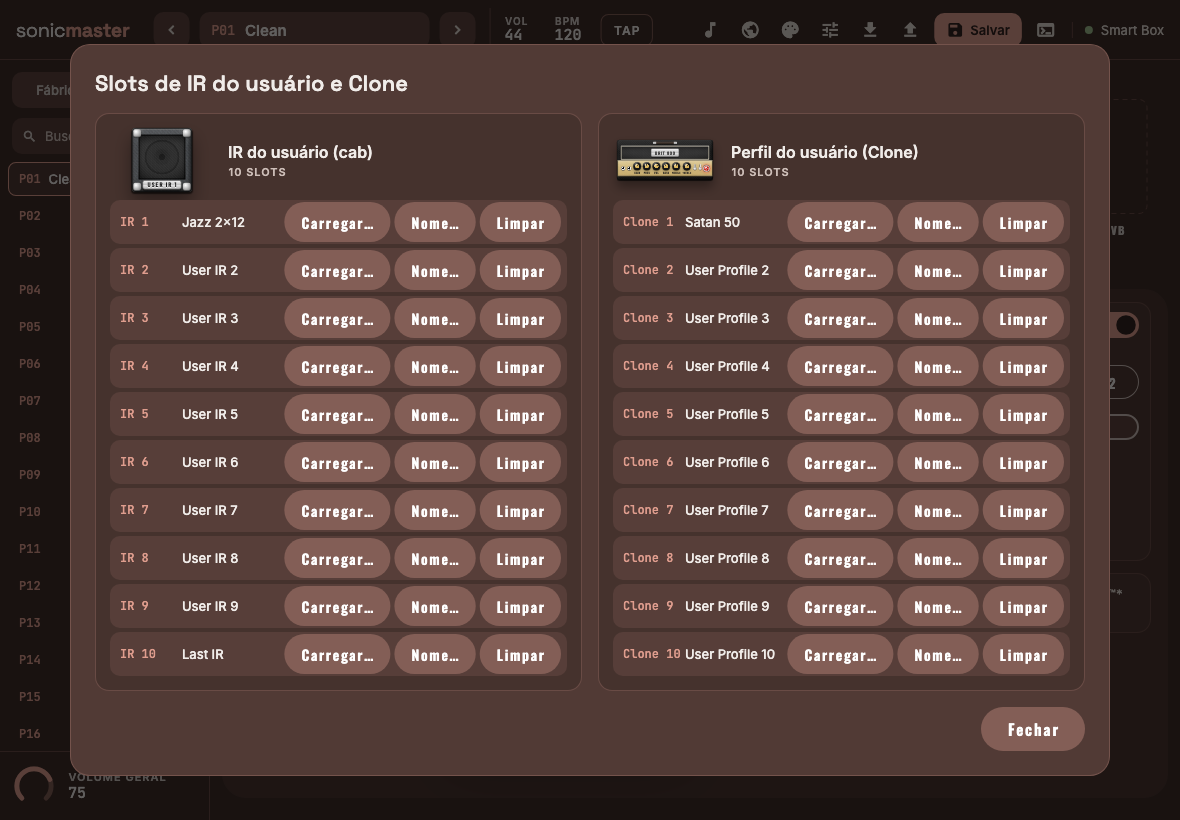 sonicmaster
P01 Clean
VOL
44
BPM
120
TAP
Salvar
Smart Box
Slots de IR do usuário e Clone
IR do usuário (cab)
10 SLOTS
USER IR 1
IR 1 Jazz 2×12 Carregar… Nome… Limpar
IR 2 User IR 2 Carregar… Nome… Limpar
IR 3 User IR 3 Carregar… Nome… Limpar
IR 4 User IR 4 Carregar… Nome… Limpar
IR 5 User IR 5 Carregar… Nome… Limpar
IR 6 User IR 6 Carregar… Nome… Limpar
IR 7 User IR 7 Carregar… Nome… Limpar
IR 8 User IR 8 Carregar… Nome… Limpar
IR 9 User IR 9 Carregar… Nome… Limpar
IR 10 Last IR Carregar… Nome… Limpar
Perfil do usuário (Clone)
10 SLOTS
Clone 1 Satan 50 Carregar… Nome… Limpar
Clone 2 User Profile 2 Carregar… Nome… Limpar
Clone 3 User Profile 3 Carregar… Nome… Limpar
Clone 4 User Profile 4 Carregar… Nome… Limpar
Clone 5 User Profile 5 Carregar… Nome… Limpar
Clone 6 User Profile 6 Carregar… Nome… Limpar
Clone 7 User Profile 7 Carregar… Nome… Limpar
Clone 8 User Profile 8 Carregar… Nome… Limpar
Clone 9 User Profile 9 Carregar… Nome… Limpar
Clone 10 User Profile 10 Carregar… Nome… Limpar
Fechar
P01
P02
P03
P04
P05
P06
P07
P08
P09
P10
P11
P12
P13
P14
P15
P16
VOLUME GERAL
75